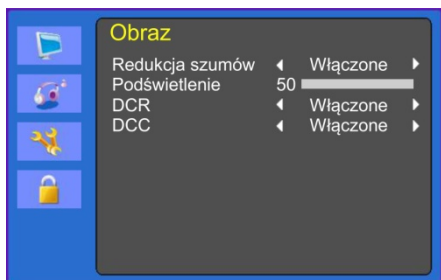 Obraz
Redukcja szumów Włączone
Podświetlenie 50
DCR Włączone
DCC Włączone